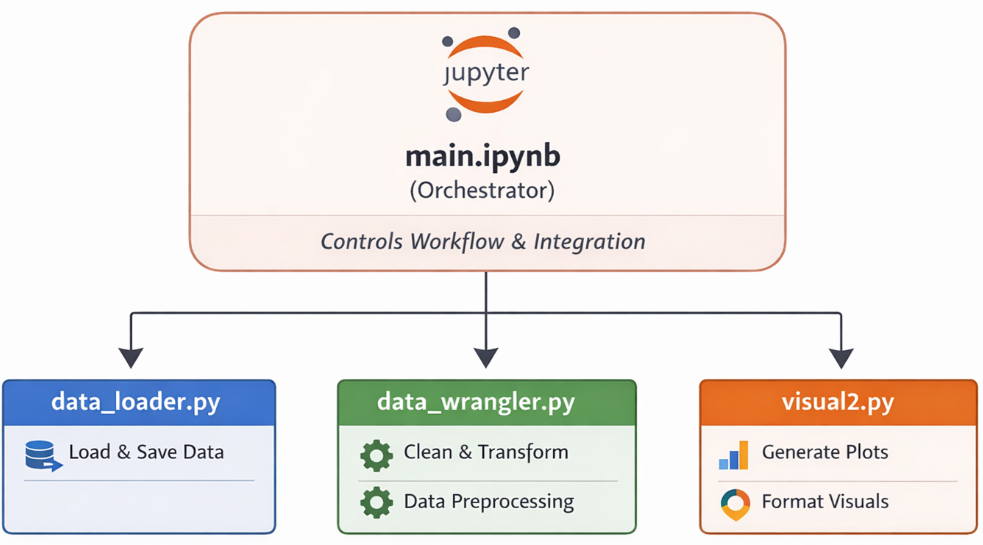 jupyter
main.ipynb
(Orchestrator)
Controls Workflow & Integration
data_loader.py
Load & Save Data
data_wrangler.py
Clean & Transform
Data Preprocessing
visual2.py
Generate Plots
Format Visuals